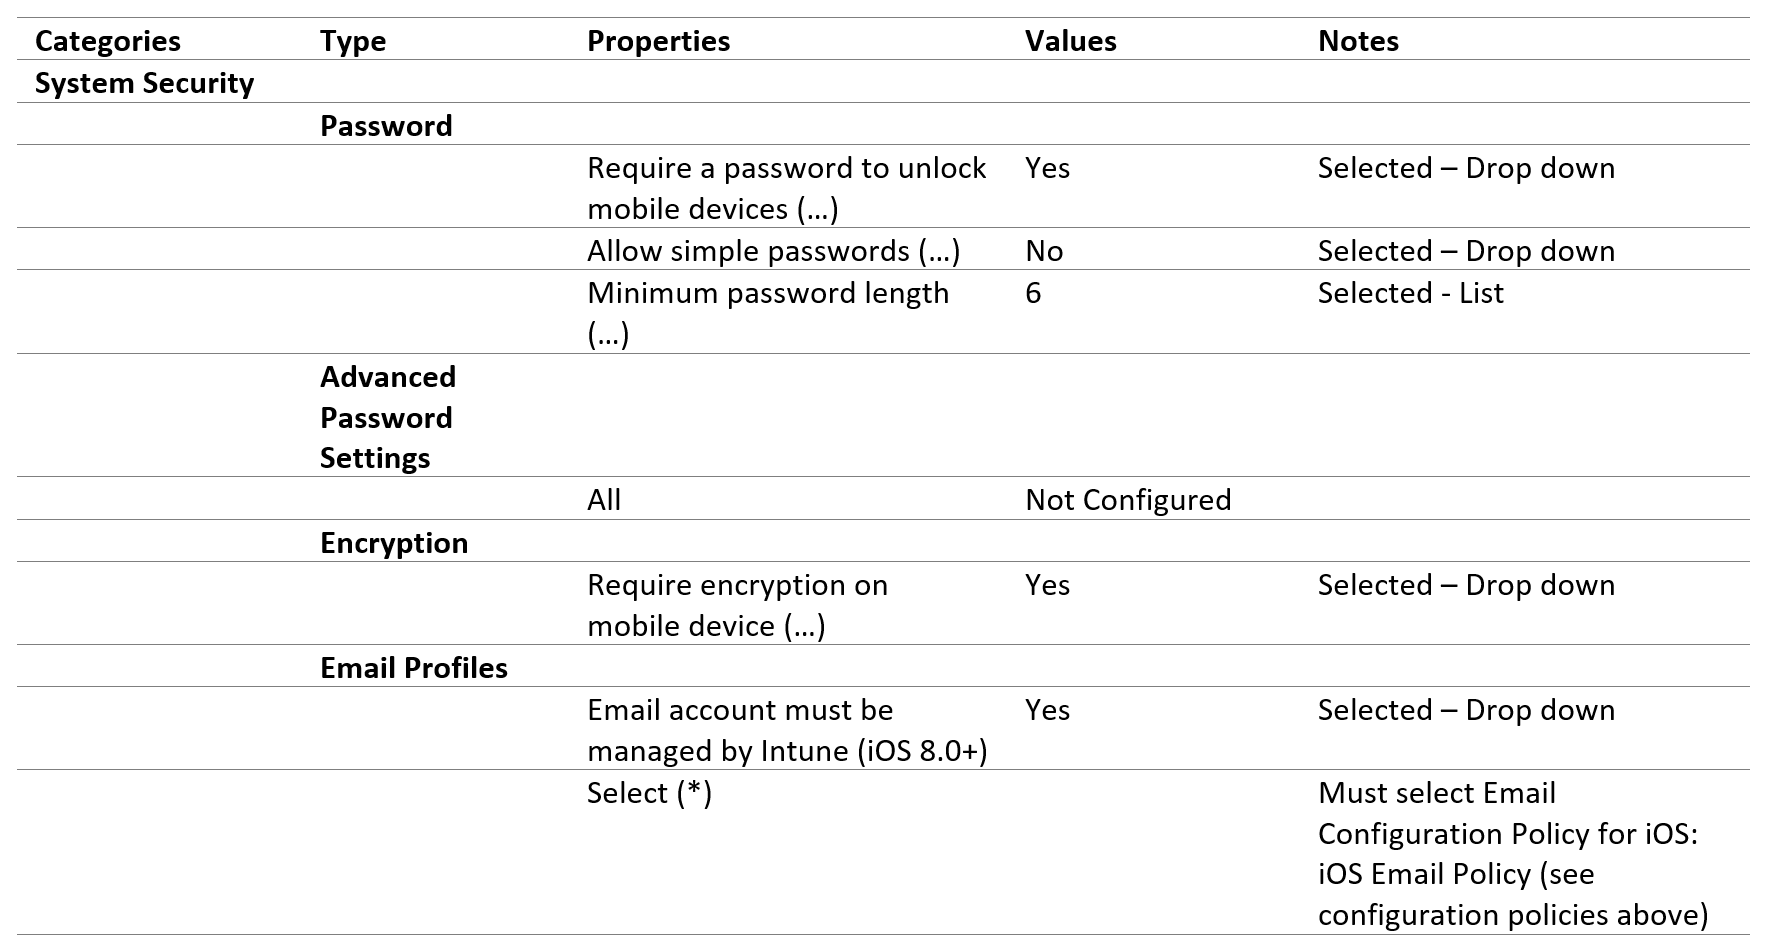 Categories Type Properties Values Notes
System Security
Password
Require a password to unlock Yes Selected – Drop down
mobile devices (…)
Allow simple passwords (…) No Selected – Drop down
Minimum password length 6 Selected - List
(…)
Advanced
Password
Settings
All Not Configured
Encryption
Require encryption on Yes Selected – Drop down
mobile device (…)
Email Profiles
Email account must be Yes Selected – Drop down
managed by Intune (iOS 8.0+)
Select (*) Must select Email
Configuration Policy for iOS:
iOS Email Policy (see
configuration policies above)